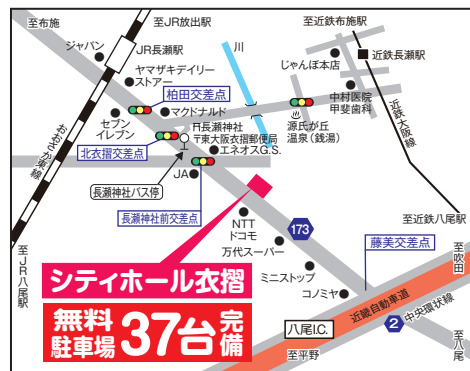 至布施
至JR放出駅
至近鉄布施駅
ジャパン
JR長瀬駅
川
じゃんぼ本店
近鉄長瀬駅
ヤマザキデイリー
ストアー
柏田交差点
中村医院
甲斐歯科
マクドナルド
セブン
イレブン
長瀬神社
〒東大阪衣摺郵便局
エネオスG.S.
源氏が丘
温泉(銭湯)
近鉄大阪線
おおさか東線
北衣摺交差点
JA
長瀬神社バス停
長瀬神社前交差点
至近鉄八尾駅
NTT
ドコモ
173
藤美交差点
万代スーパー
至吹田
至JR八尾駅
シティホール衣摺
ミニストップ
コノミヤ
近畿自動車道
中央環状線
無料
駐車場
37台
完備
八尾I.C.
2
至平野
至八尾